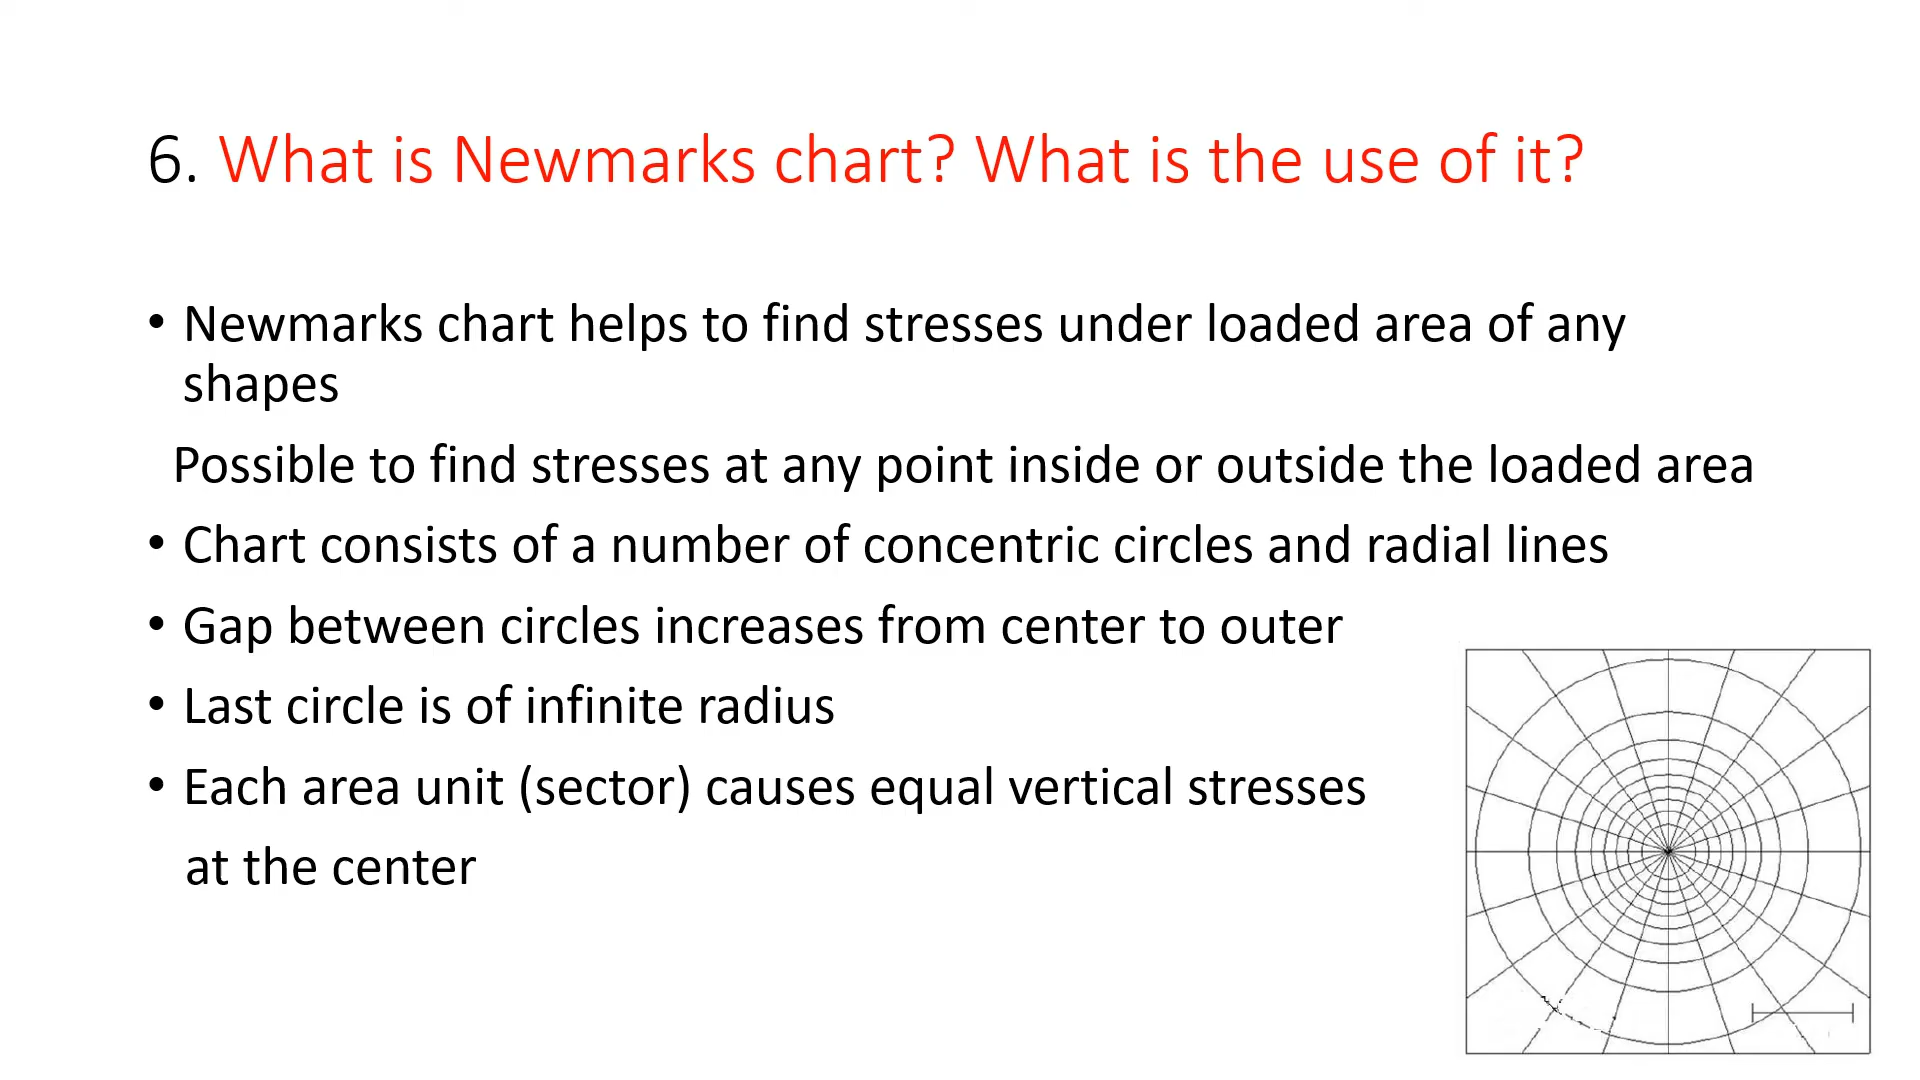 6. What is Newmarks chart? What is the use of it?
• Newmarks chart helps to find stresses under loaded area of any
shapes
Possible to find stresses at any point inside or outside the loaded area
• Chart consists of a number of concentric circles and radial lines
• Gap between circles increases from center to outer
• Last circle is of infinite radius
• Each area unit (sector) causes equal vertical stresses
at the center